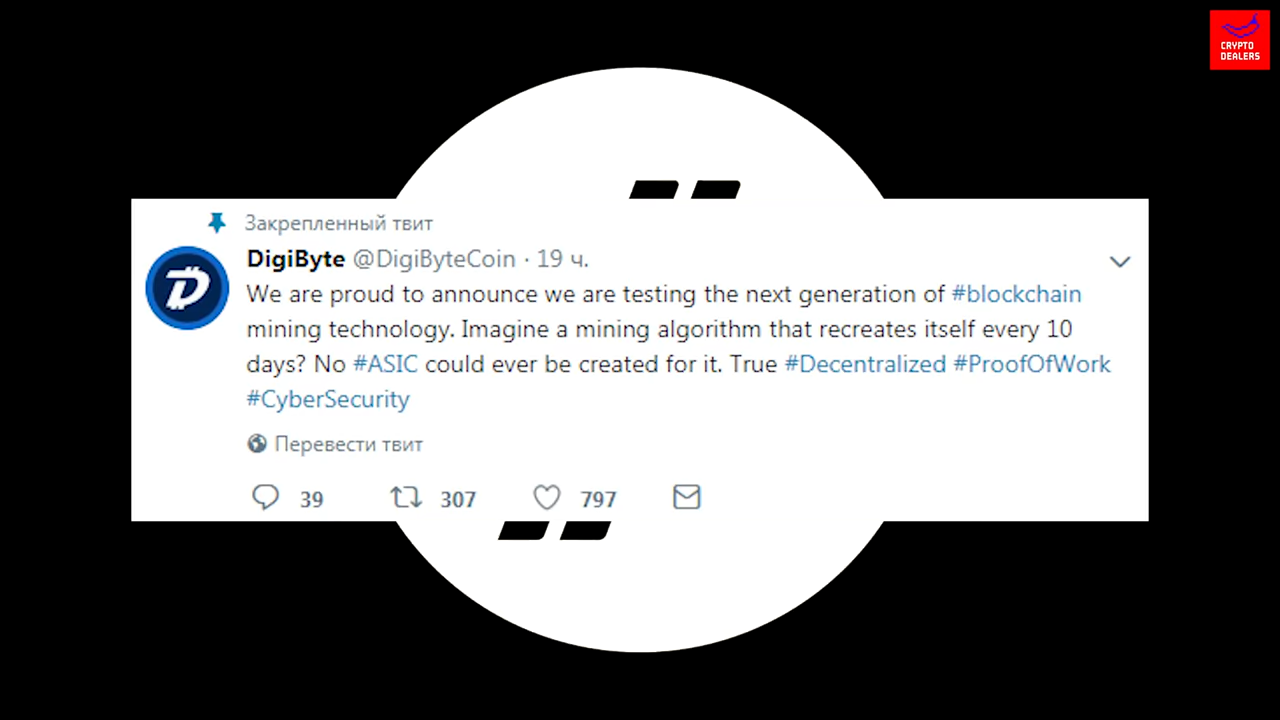 CRYPTO
DEALERS
Закрепленный твит
DigiByte @DigiByteCoin · 19 ч.
We are proud to announce we are testing the next generation of #blockchain
mining technology. Imagine a mining algorithm that recreates itself every 10
days? No #ASIC could ever be created for it. True #Decentralized #ProofOfWork
#CyberSecurity
Перевести твит
39 307 797